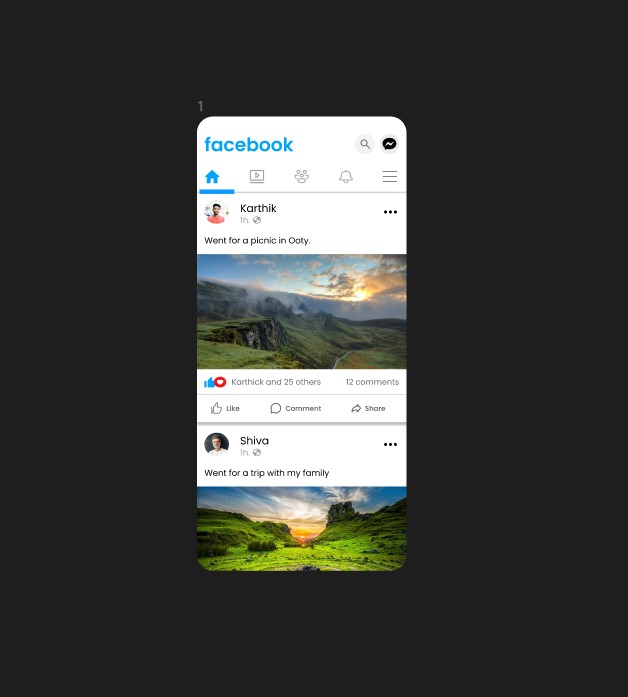 1
facebook
Karthik
1h.
Went for a picnic in Ooty.
Karthick and 25 others 12 comments
Like Comment Share
Shiva
1h.
Went for a trip with my family